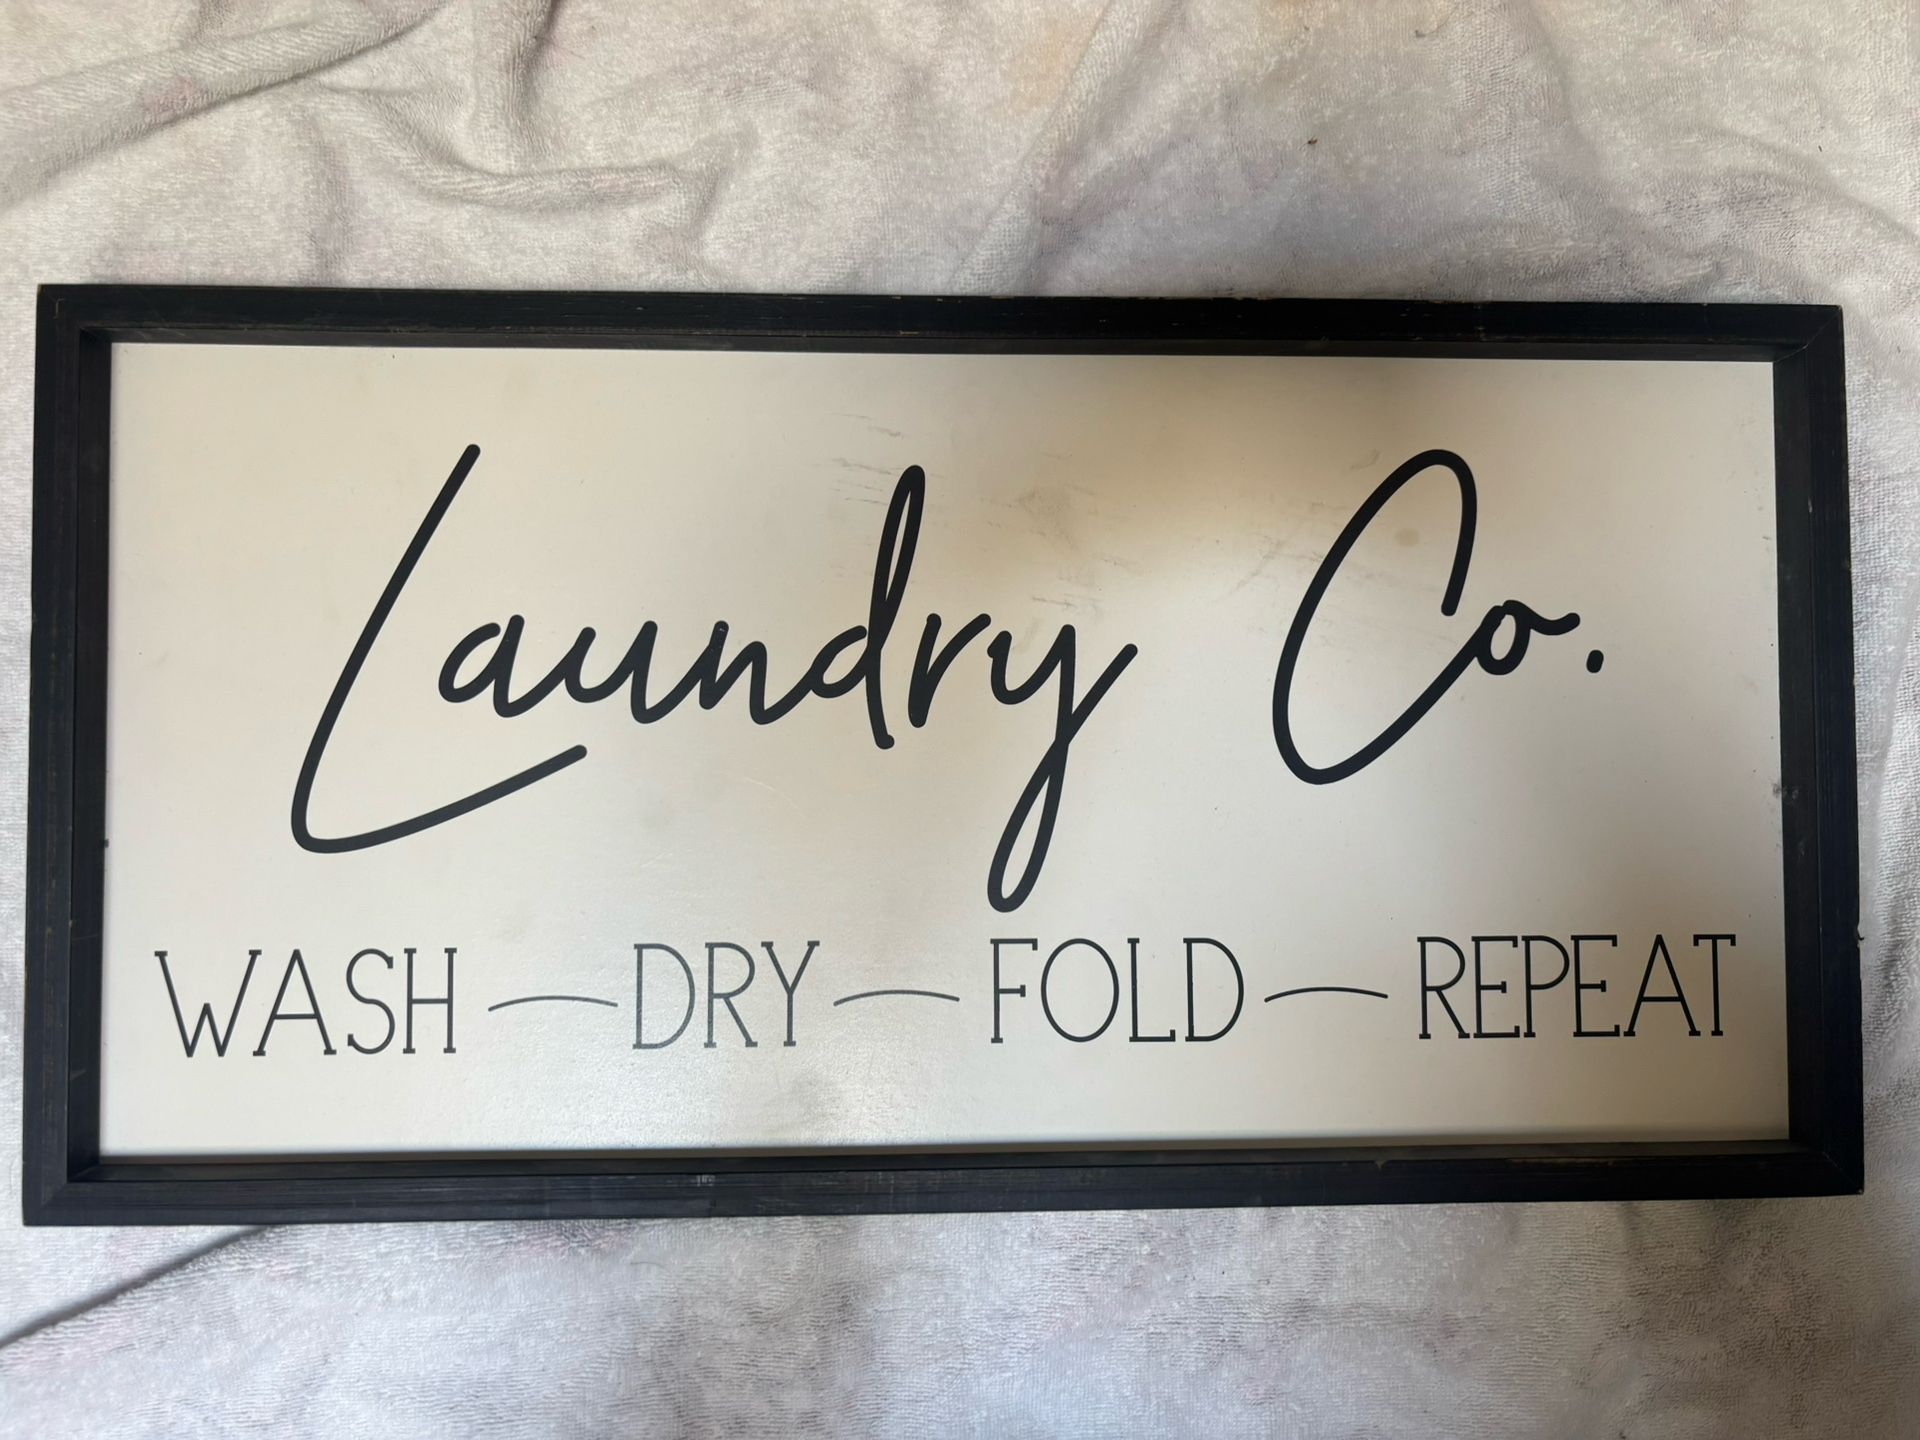 Laundry Co.
WASH — DRY — FOLD — REPEAT